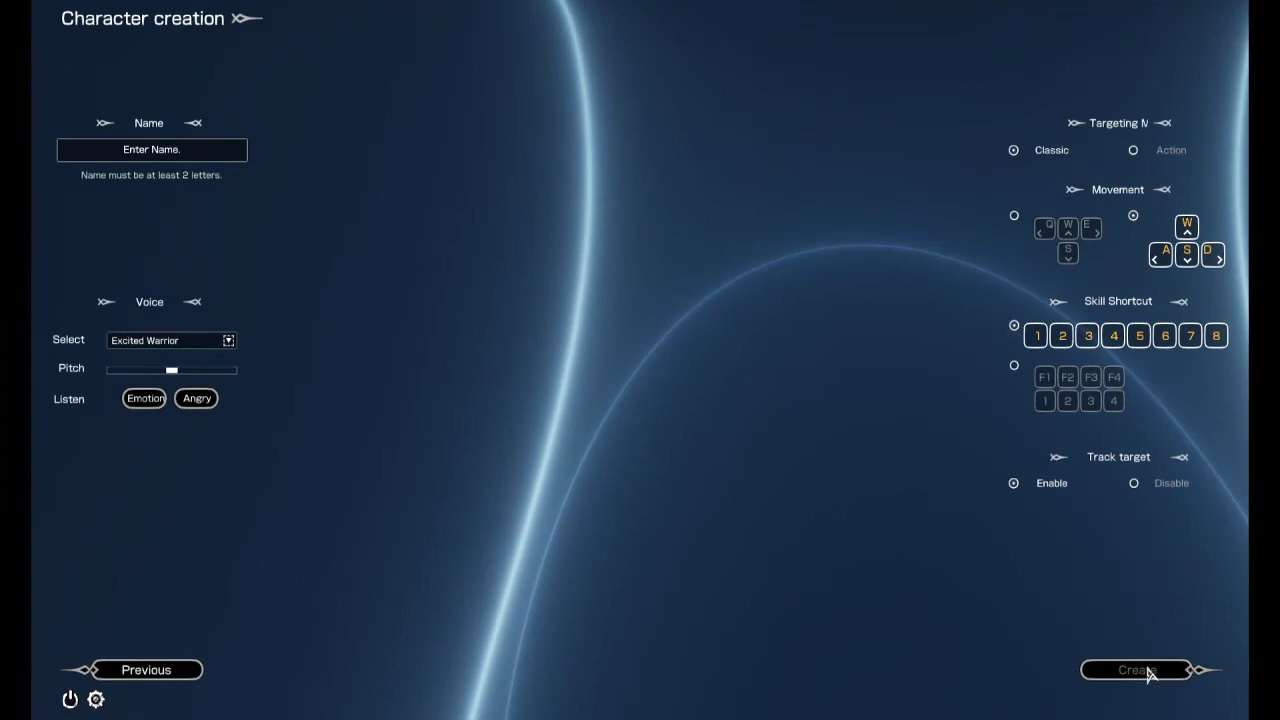 Character creation
Name
Enter Name.
Name must be at least 2 letters.
Voice
Select
Excited Warrior
Pitch
Listen
Emotion
Angry
Targeting M
Classic
Action
Movement
Q W E
S
W
A S D
Skill Shortcut
1 2 3 4 5 6 7 8
F1 F2 F3 F4
1 2 3 4
Track target
Enable
Disable
Previous
Create